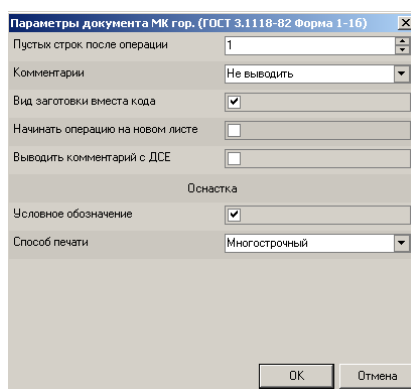 Параметры документа МК гор. (ГОСТ 3.1118-82 Форма 1-1б)
Пустых строк после операции 1
Комментарии Не выводить
Вид заготовки вместа кода
Начинать операцию на новом листе
Выводить комментарий с ДСЕ
Оснастка
Условное обозначение
Способ печати Многострочный
OK Отмена